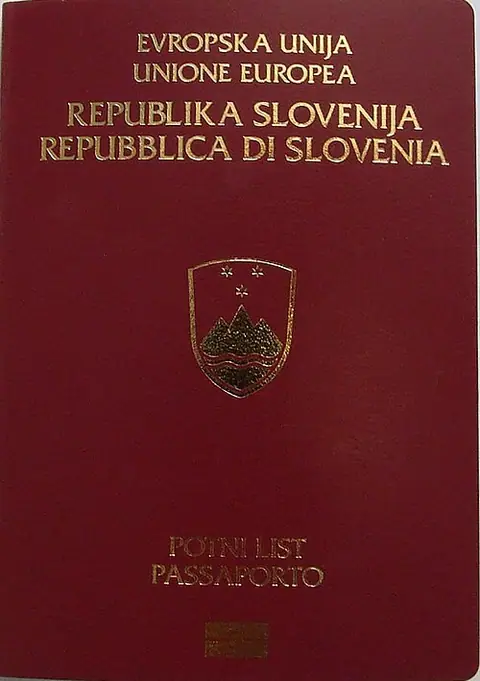 EVROPSKA UNIJA
UNIONE EUROPEA
REPUBLIKA SLOVENIJA
REPUBBLICA DI SLOVENIA
POTNI LIST
PASSAPORTO